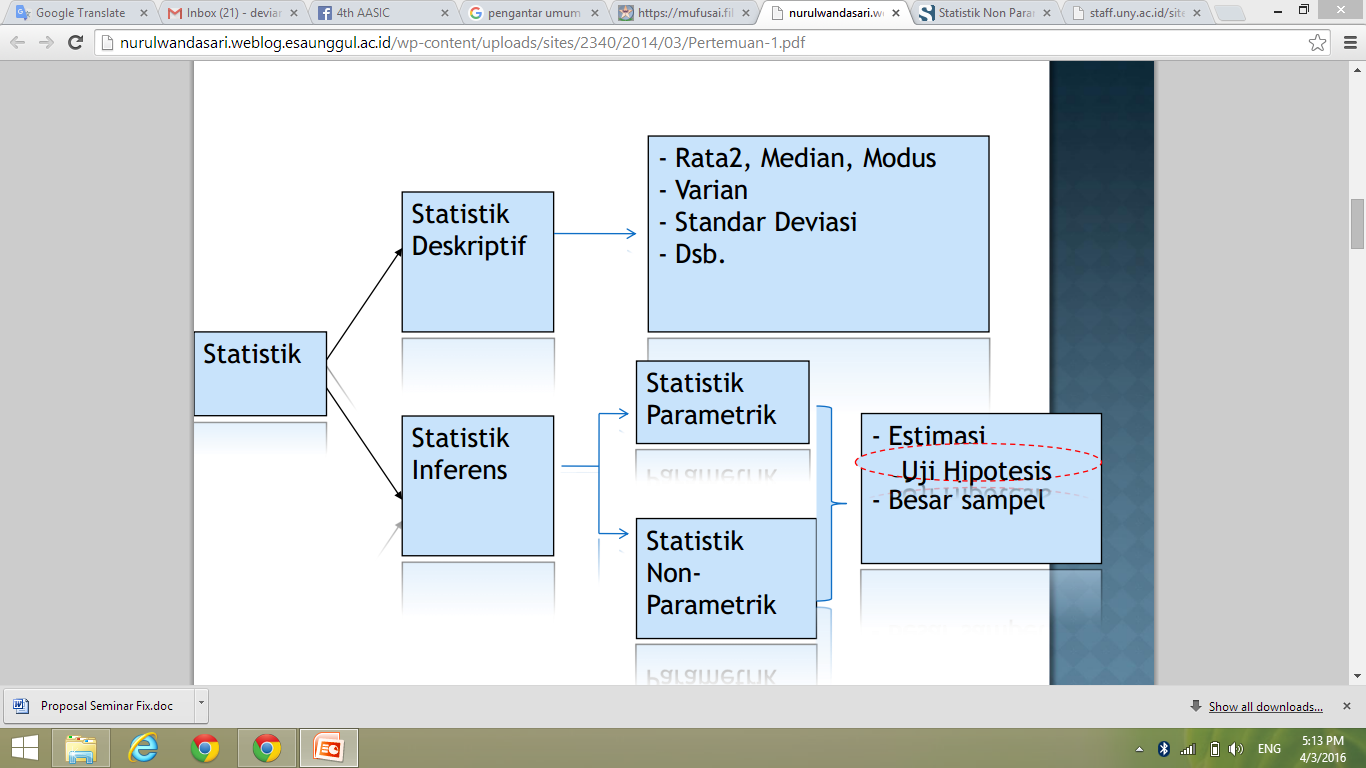 Google Translate
Inbox (21) - devian
4th AASIC
pengantar umum
https://mufusai.fil
nurulwandasari.we
Statistik Non Paran
staff.uny.ac.id/site
nurulwandasari.weblog.esaunggul.ac.id/wp-content/uploads/sites/2340/2014/03/Pertemuan-1.pdf
Statistik
Statistik
Deskriptif
- Rata2, Median, Modus
- Varian
- Standar Deviasi
- Dsb.
Statistik
Inferens
Statistik
Parametrik
Statistik
Non-
Parametrik
- Estimasi
Uji Hipotesis
- Besar sampel
Proposal Seminar Fix.doc
Show all downloads...
ENG
5:13 PM
4/3/2016